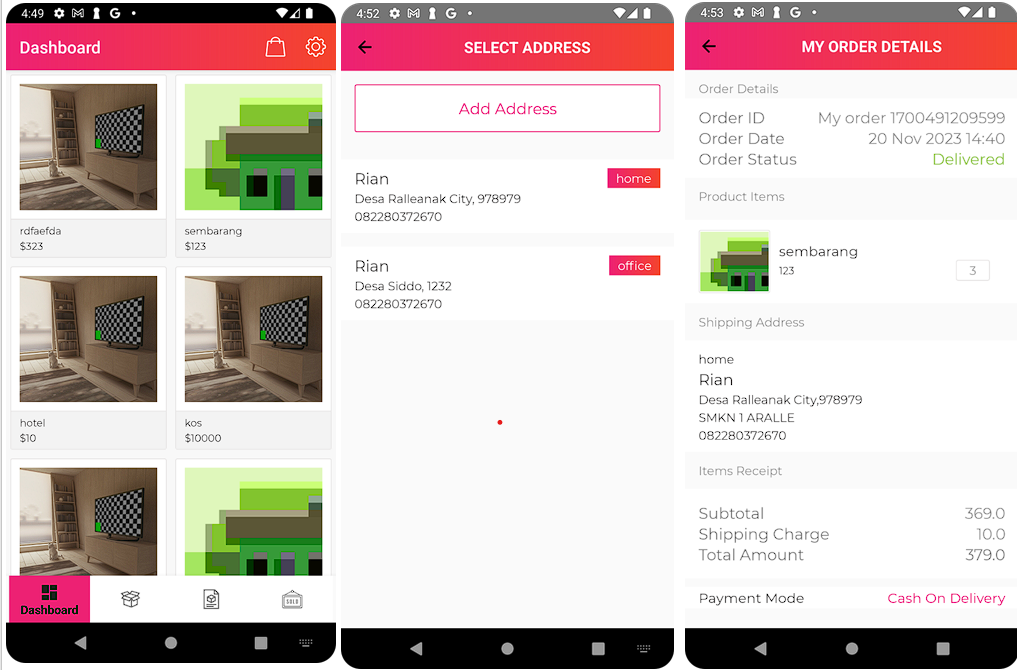 4:49
Dashboard
rdfaefda
$323
sembarang
$123
hotel
$10
kos
$10000
Dashboard
SOLD
4:52
SELECT ADDRESS
Add Address
Rian
home
Desa Ralleanak City, 978979
082280372670
Rian
office
Desa Siddo, 1232
082280372670
4:53
MY ORDER DETAILS
Order Details
Order ID My order 1700491209599
Order Date 20 Nov 2023 14:40
Order Status Delivered
Product Items
sembarang
123
3
Shipping Address
home
Rian
Desa Ralleanak City,978979
SMKN 1 ARALLE
082280372670
Items Receipt
Subtotal 369.0
Shipping Charge 10.0
Total Amount 379.0
Payment Mode Cash On Delivery